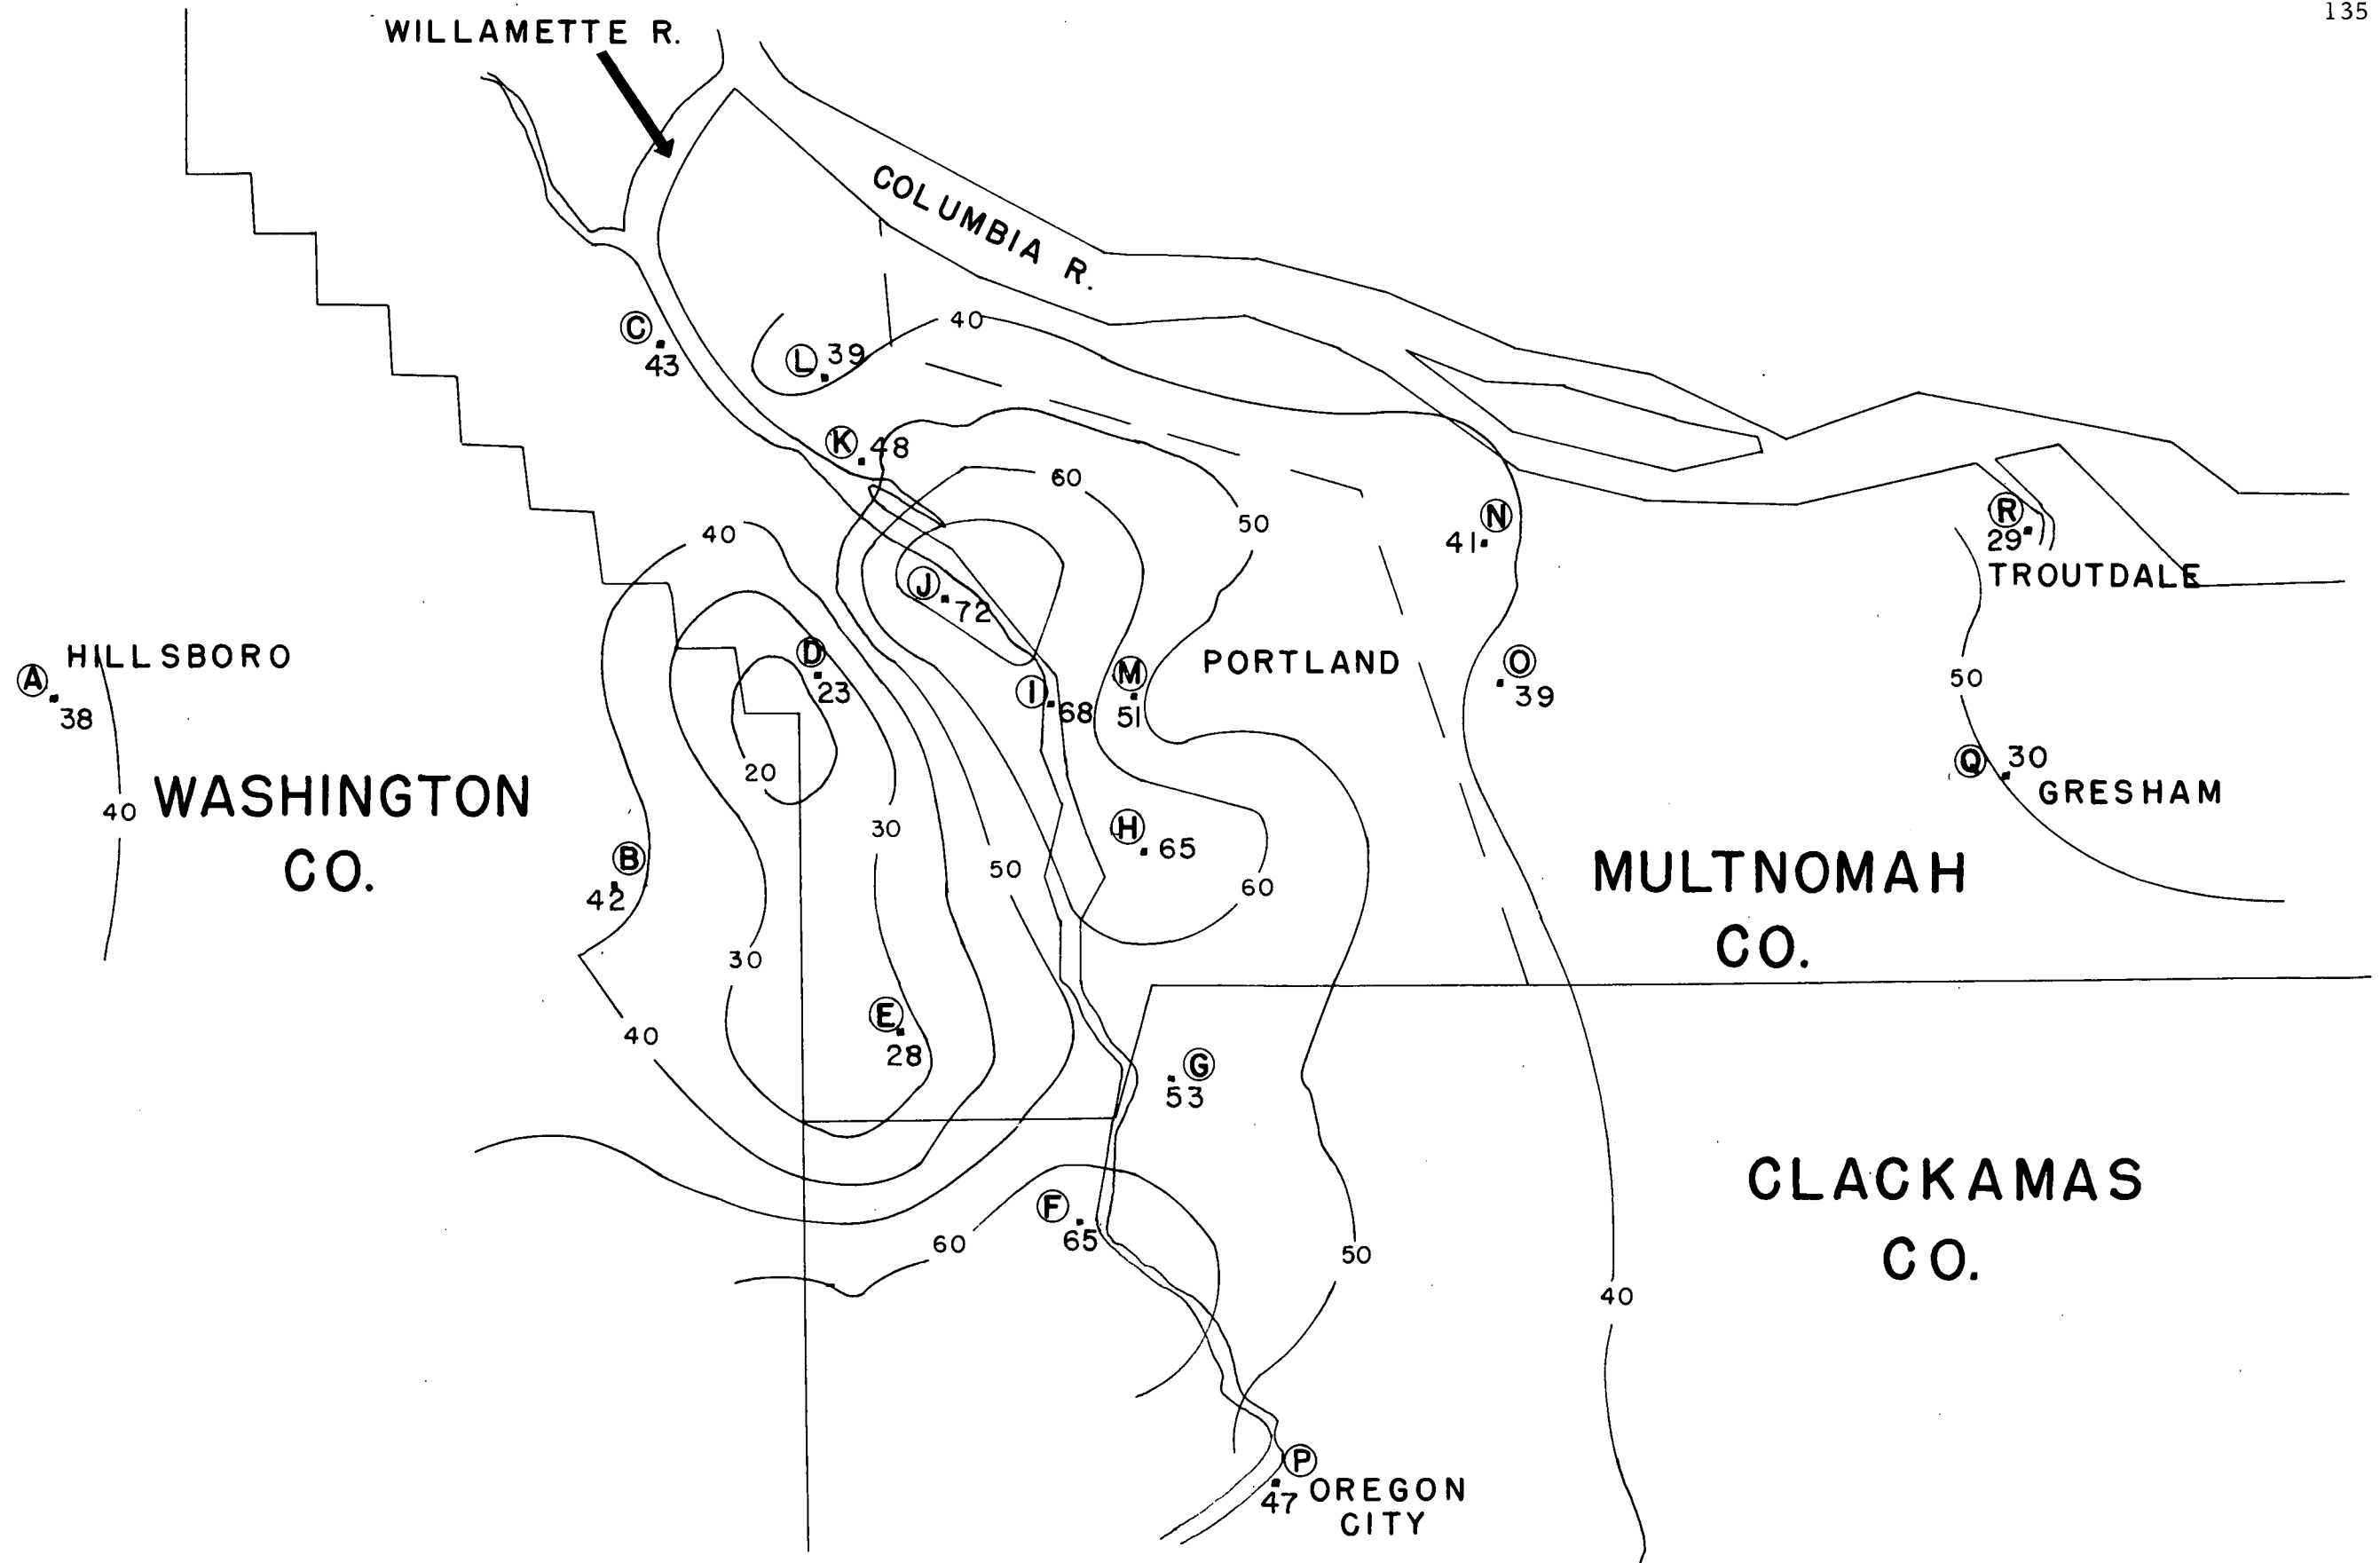 135
WILLAMETTE R.
COLUMBIA R.
40
C
43
L 39
K 48
60
50
N
41
R
29
TROUTDALE
40
J
72
HILLSBORO
A
38
D
23
I
68
M
51
PORTLAND
O
39
50
Q 30
GRESHAM
20
40
WASHINGTON
CO.
30
B
42
50
H
65
60
MULTNOMAH
CO.
30
E
28
40
G
53
F
65
60
50
CLACKAMAS
CO.
40
P
47
OREGON
CITY